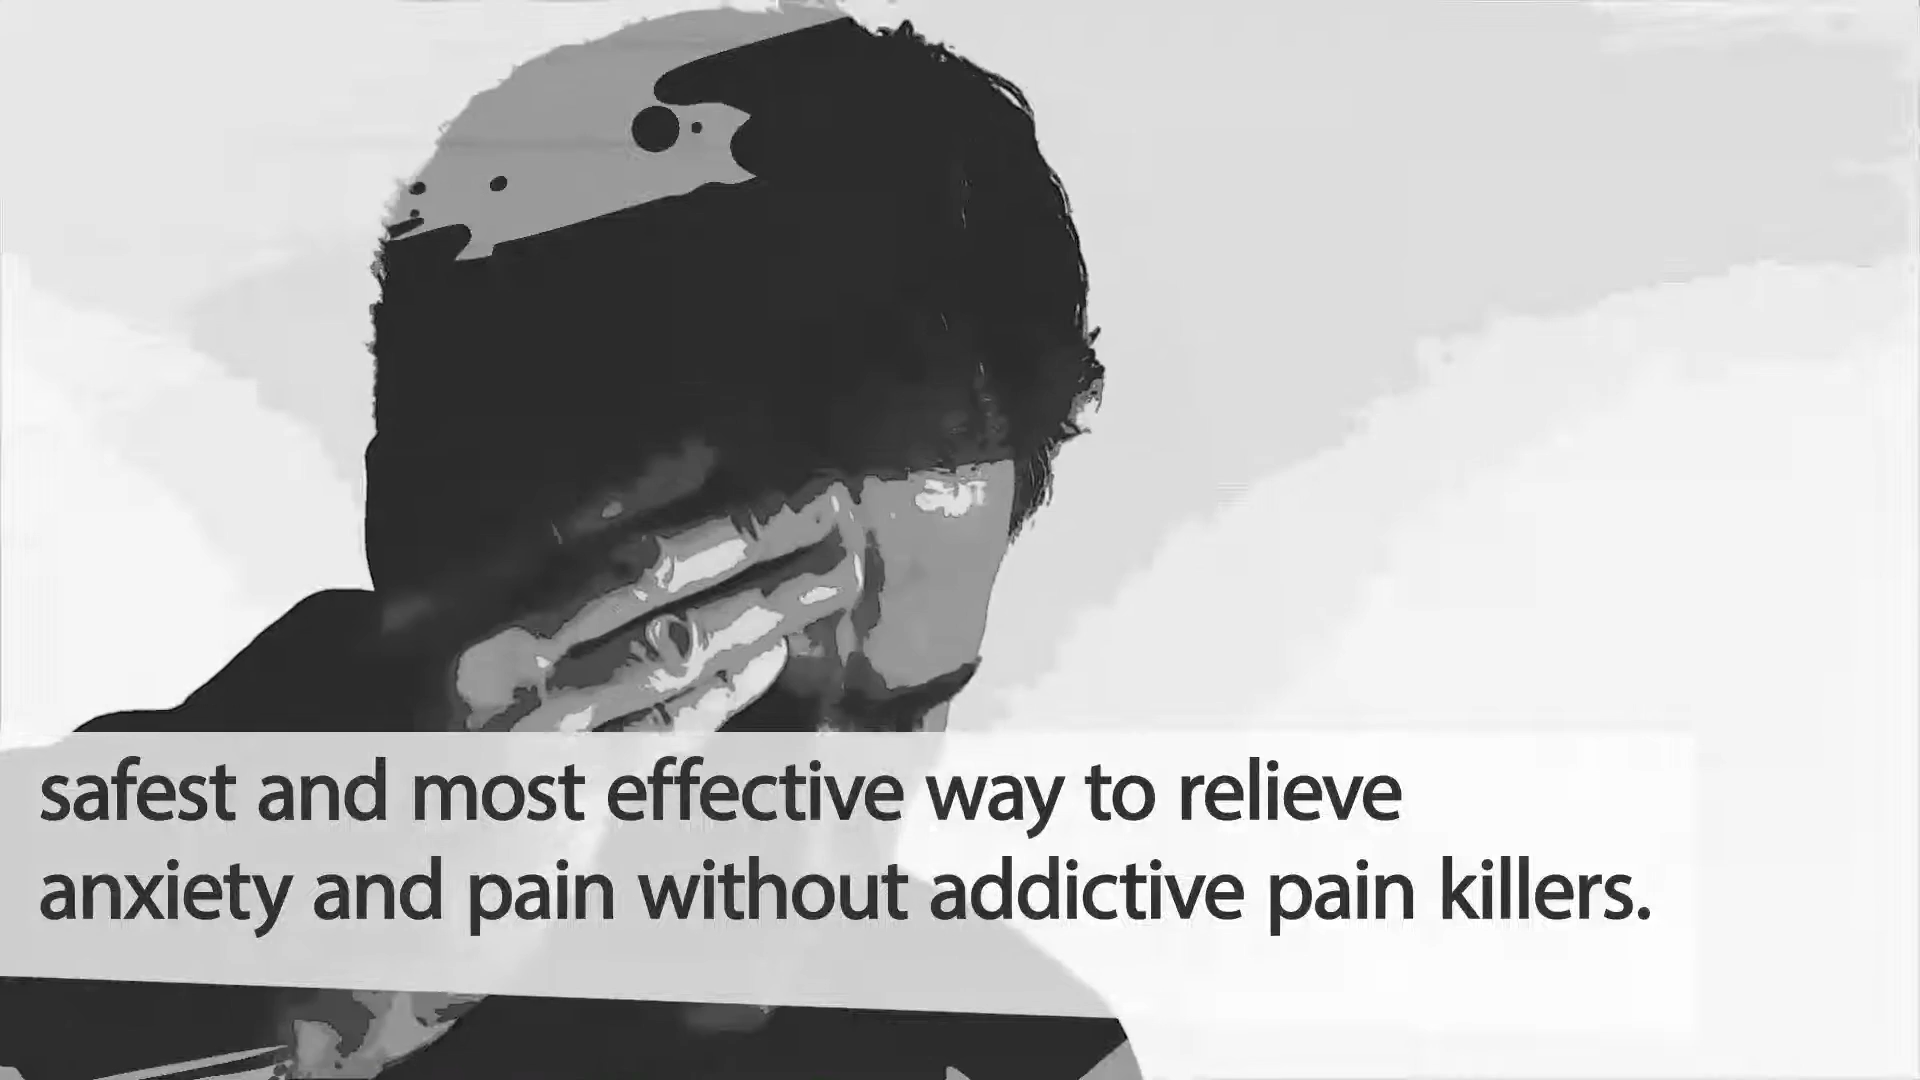 safest and most effective way to relieve
anxiety and pain without addictive pain killers.